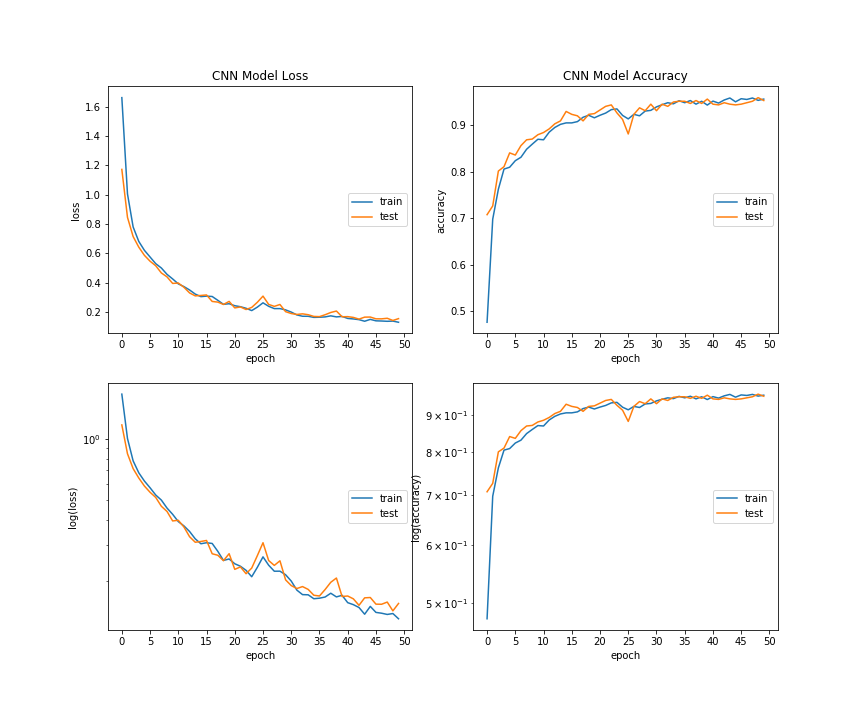 CNN Model Loss
CNN Model Accuracy
1.6
1.4
1.2
1.0
0.8
0.6
0.4
0.2
loss
train
test
0 5 10 15 20 25 30 35 40 45 50
epoch
0.9
0.8
0.7
0.6
0.5
accuracy
train
test
0 5 10 15 20 25 30 35 40 45 50
epoch
10⁰
log(loss)
train
test
0 5 10 15 20 25 30 35 40 45 50
epoch
9 × 10⁻¹
8 × 10⁻¹
7 × 10⁻¹
6 × 10⁻¹
5 × 10⁻¹
log(accuracy)
train
test
0 5 10 15 20 25 30 35 40 45 50
epoch